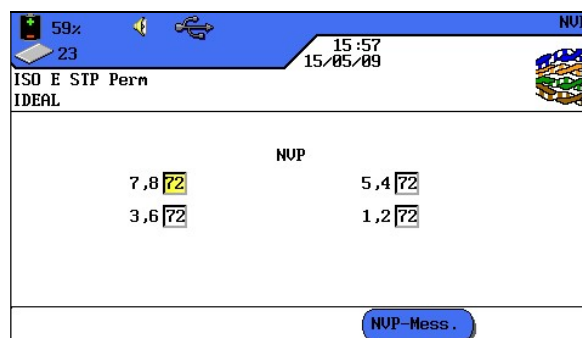 59% NVP
23 15:57
15/05/09
ISO E STP Perm
IDEAL
NVP
7,8 72 5,4 72
3,6 72 1,2 72
NVP-Mess.